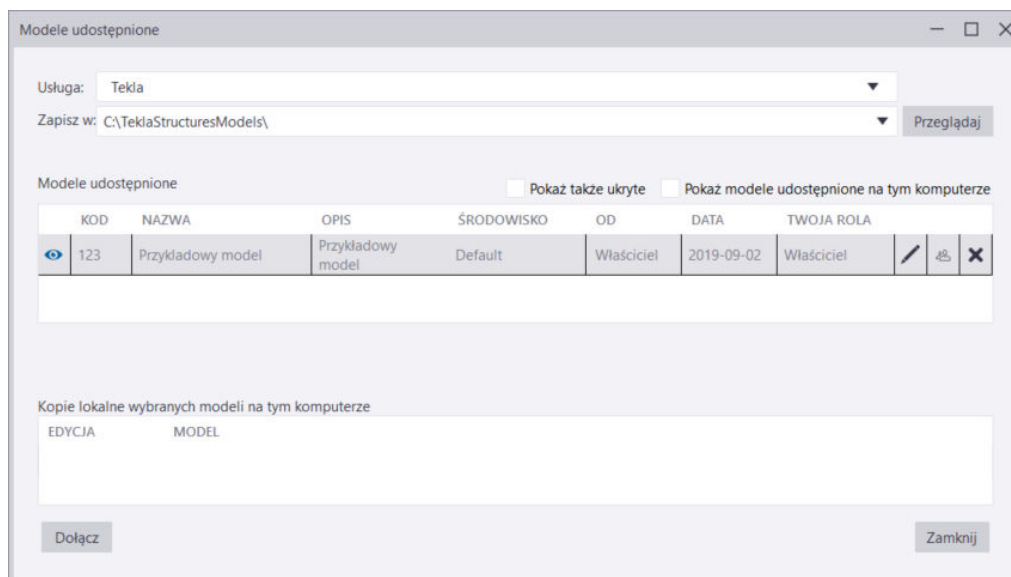 Modele udostępnione
Usługa: Tekla
Zapisz w: C:\TeklaStructuresModels\ Przeglądaj
Modele udostępnione Pokaż także ukryte Pokaż modele udostępnione na tym komputerze
KOD NAZWA OPIS ŚRODOWISKO OD DATA TWOJA ROLA
123 Przykladowy model Przykładowy model Default Właściciel 2019-09-02 Właściciel
Kopie lokalne wybranych modeli na tym komputerze
EDYCJA MODEL
Dołącz Zamknij